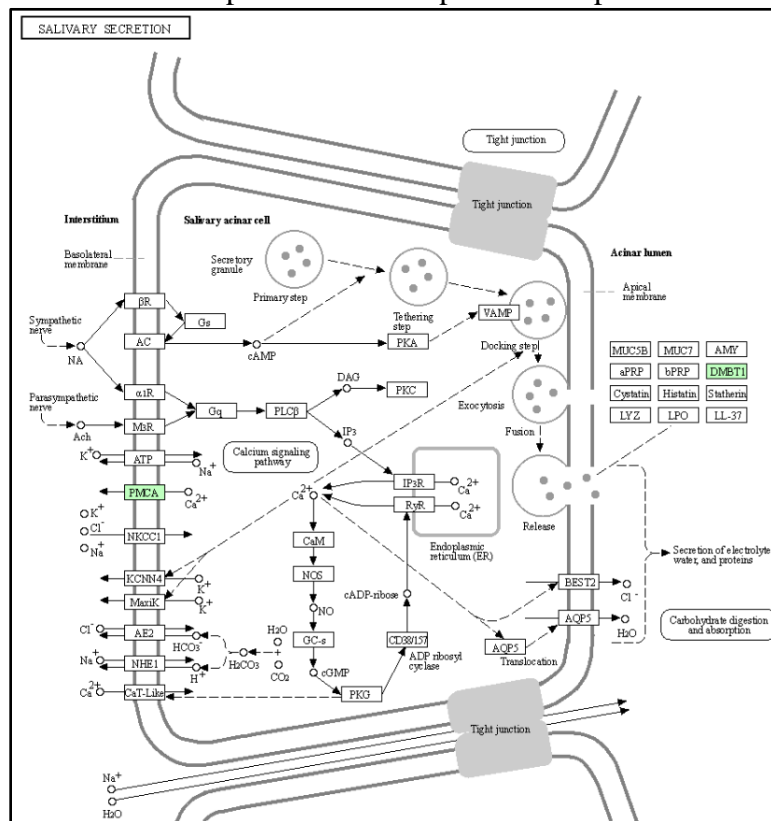 SALIVARY SECRETION
Tight junction
Tight junction
Interstitium
Salivary acinar cell
Acinar lumen
Basolateral
membrane
Secretory
granule
Primary step
Tethering
step
VAMP
Docking step
Apical
membrane
βR
Gs
Sympathetic
nerve
NA
AC
cAMP
PKA
MUC5B MUC7 AMY
aPRP bPRP DMBT1
Cystatin Histatin Statherin
LYZ LPO LL-37
Exocytosis
Fusion
Release
α1R
DAG
PKC
Parasympathetic
nerve
Ach
M3R
Gq
PLCβ
IP3
K+
ATP
Na+
Calcium signaling
pathway
PMCA
Ca2+
Ca2+
IP3R
Ca2+
RyR
Ca2+
Endoplasmic
reticulum (ER)
K+
Cl-
Na+
NKCC1
CaM
NOS
NO
KCNN4
K+
MaxiK
K+
cADP-ribose
BEST2
Cl-
Secretion of electrolyte
water, and proteins
Cl-
AE2
HCO3-
H2O
H2CO3
CO2
GC-s
CD38/157
ADP ribosyl
cyclase
AQP5
Translocation
AQP5
H2O
Carbohydrate digestion
and absorption
Na+
NHE1
H+
cGMP
PKG
Ca2+
CaT-Like
Tight junction
Na+
H2O